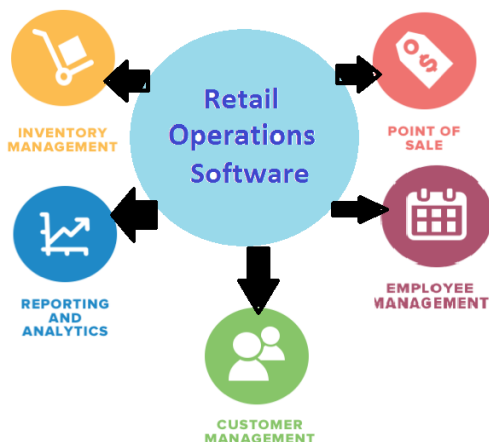 Retail
Operations
Software
INVENTORY
MANAGEMENT
POINT OF
SALE
REPORTING
AND
ANALYTICS
EMPLOYEE
MANAGEMENT
CUSTOMER
MANAGEMENT